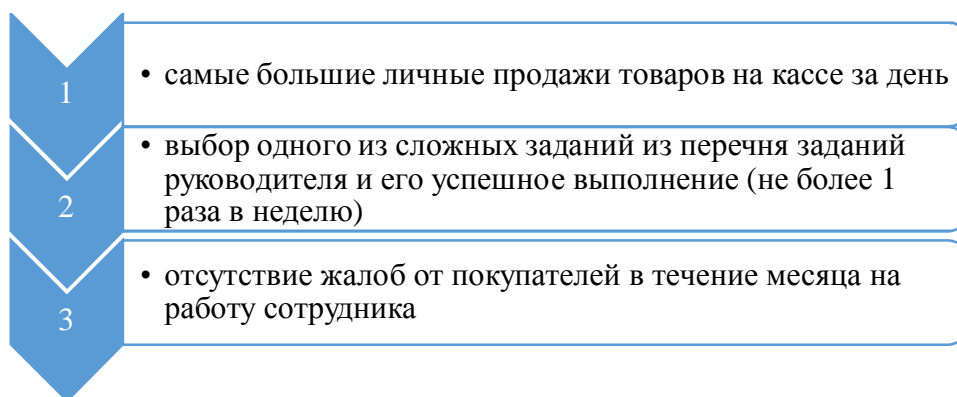 1
• самые большие личные продажи товаров на кассе за день
2
• выбор одного из сложных заданий из перечня заданий
руководителя и его успешное выполнение (не более 1
раза в неделю)
3
• отсутствие жалоб от покупателей в течение месяца на
работу сотрудника